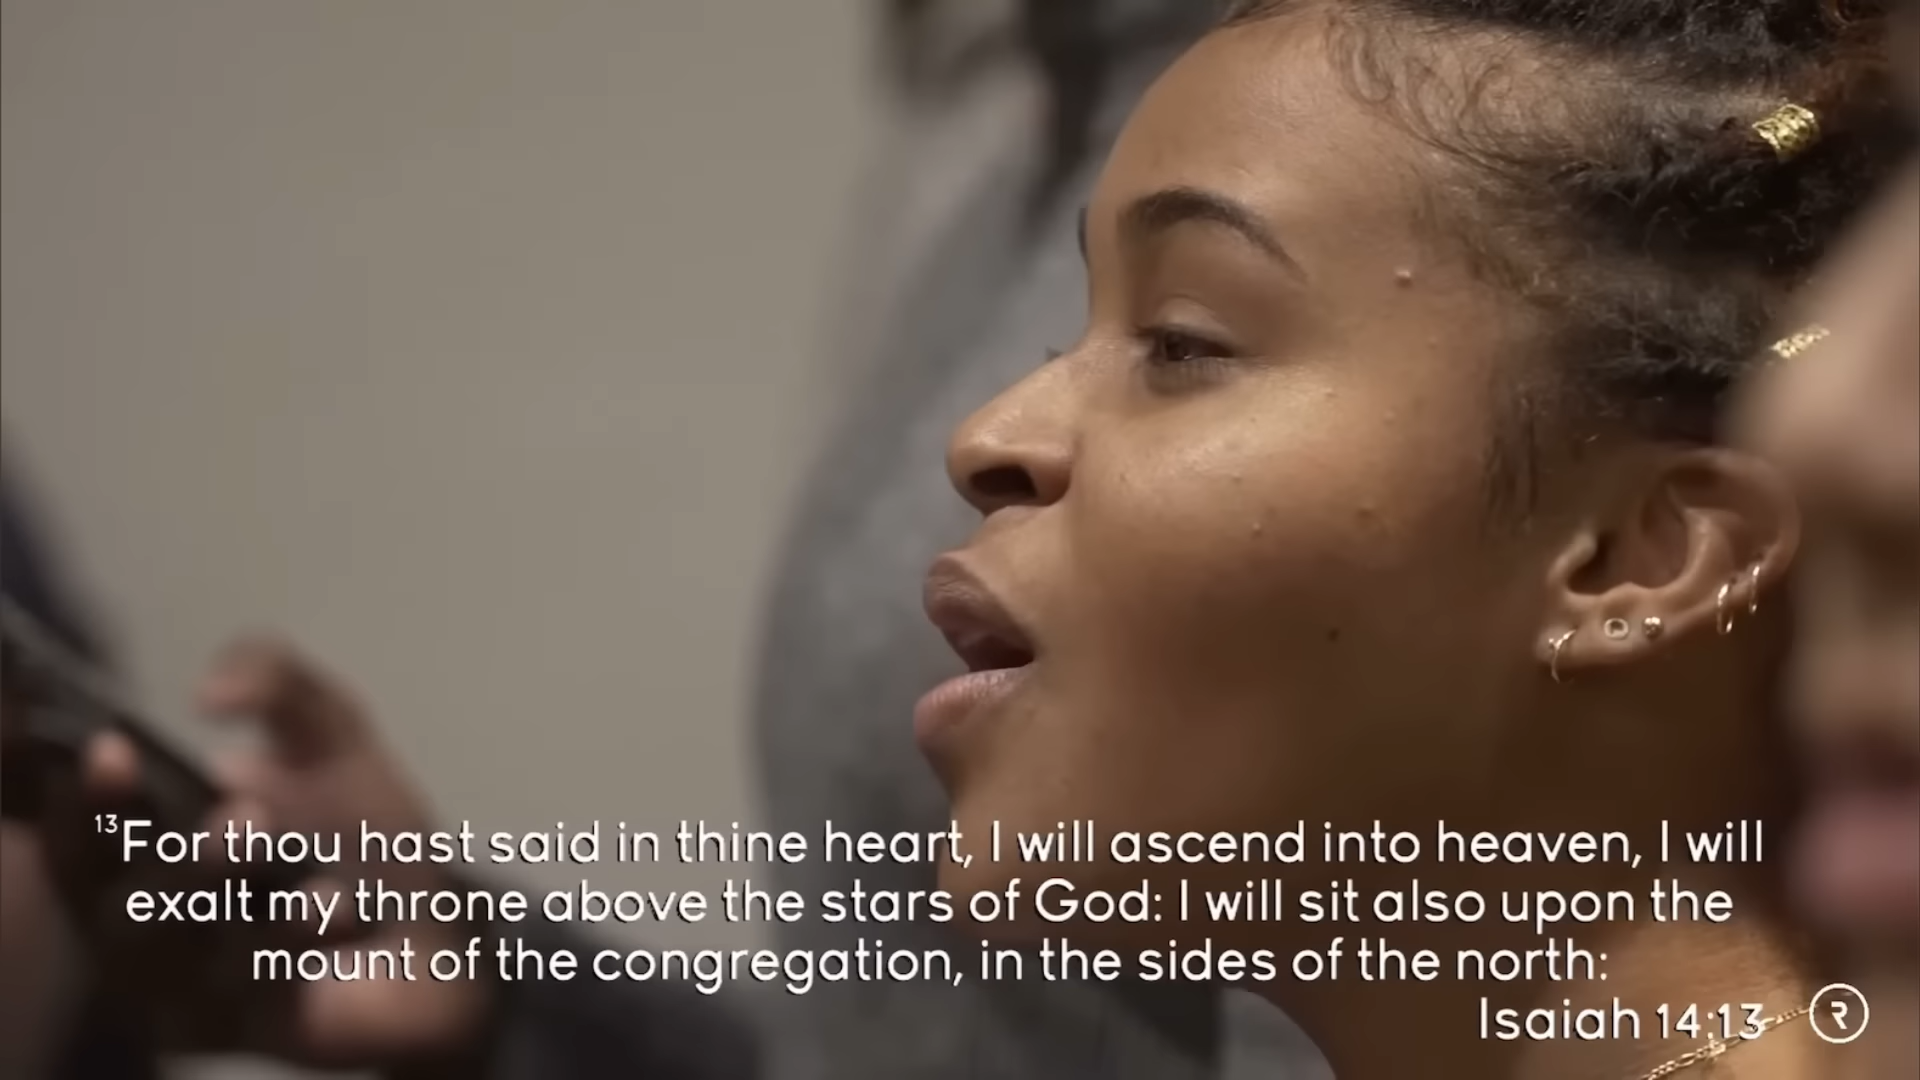 ¹³For thou hast said in thine heart, I will ascend into heaven, I will
exalt my throne above the stars of God: I will sit also upon the
mount of the congregation, in the sides of the north:
Isaiah 14:13
R